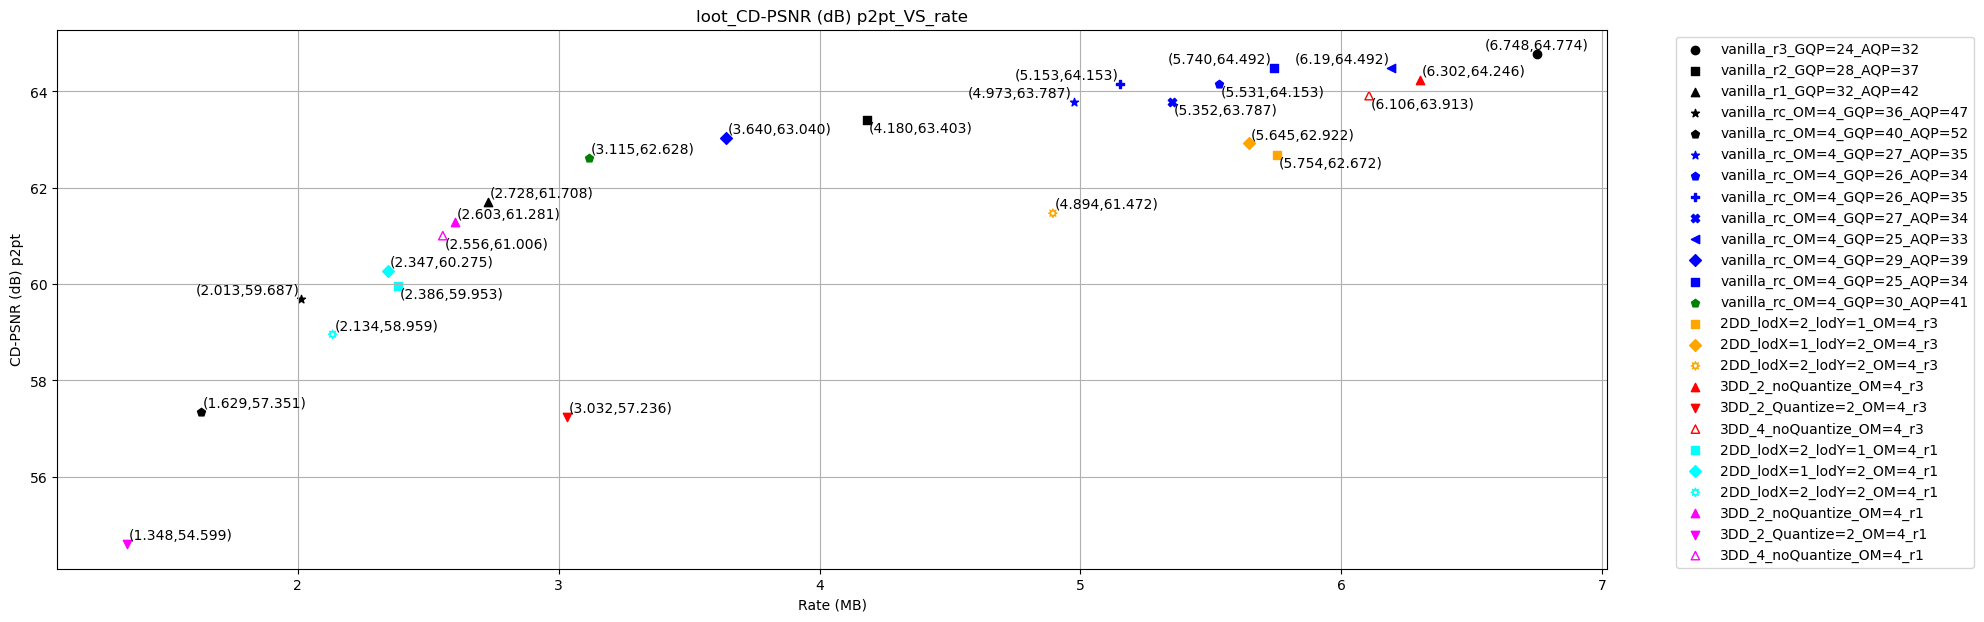 loot_CD-PSNR (dB) p2pt_VS_rate
CD-PSNR (dB) p2pt
64
62
60
58
56
(6.748,64.774)
(5.740,64.492)
(6.19,64.492)
(6.302,64.246)
(5.153,64.153)
(5.531,64.153)
(6.106,63.913)
(4.973,63.787)
(5.352,63.787)
(4.180,63.403)
(3.640,63.040)
(5.645,62.922)
(5.754,62.672)
(3.115,62.628)
(2.728,61.708)
(4.894,61.472)
(2.603,61.281)
(2.556,61.006)
(2.347,60.275)
(2.386,59.953)
(2.013,59.687)
(2.134,58.959)
(1.629,57.351)
(3.032,57.236)
(1.348,54.599)
2
3
4
5
6
7
Rate (MB)
vanilla_r3_GQP=24_AQP=32
vanilla_r2_GQP=28_AQP=37
vanilla_r1_GQP=32_AQP=42
vanilla_rc_OM=4_GQP=36_AQP=47
vanilla_rc_OM=4_GQP=40_AQP=52
vanilla_rc_OM=4_GQP=27_AQP=35
vanilla_rc_OM=4_GQP=26_AQP=34
vanilla_rc_OM=4_GQP=26_AQP=35
vanilla_rc_OM=4_GQP=27_AQP=34
vanilla_rc_OM=4_GQP=25_AQP=33
vanilla_rc_OM=4_GQP=29_AQP=39
vanilla_rc_OM=4_GQP=25_AQP=34
vanilla_rc_OM=4_GQP=30_AQP=41
2DD_lodX=2_lodY=1_OM=4_r3
2DD_lodX=1_lodY=2_OM=4_r3
2DD_lodX=2_lodY=2_OM=4_r3
3DD_2_noQuantize_OM=4_r3
3DD_2_Quantize=2_OM=4_r3
3DD_4_noQuantize_OM=4_r3
2DD_lodX=2_lodY=1_OM=4_r1
2DD_lodX=1_lodY=2_OM=4_r1
2DD_lodX=2_lodY=2_OM=4_r1
3DD_2_noQuantize_OM=4_r1
3DD_2_Quantize=2_OM=4_r1
3DD_4_noQuantize_OM=4_r1